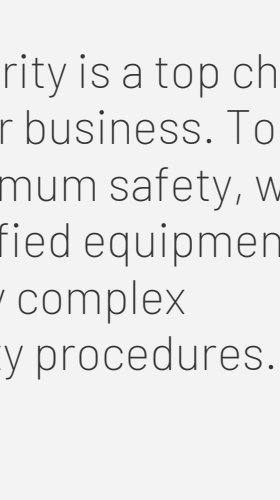 rity is a top ch
r business. To
mum safety, w
fied equipmen
y complex
ty procedures.